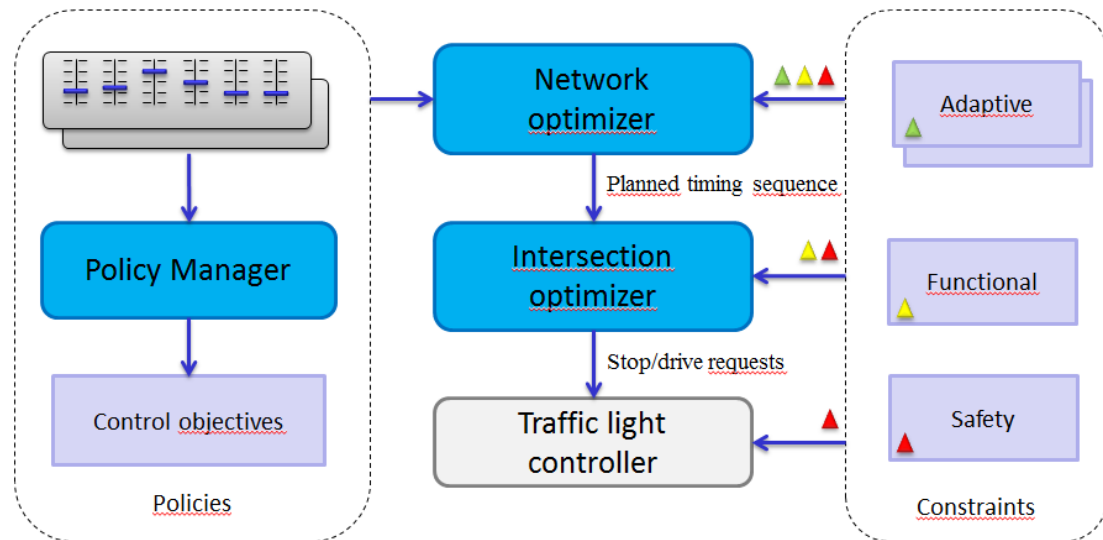 Network
optimizer
Adaptive
Planned timing sequence
Policy Manager
Intersection
optimizer
Functional
Stop/drive requests
Control objectives
Traffic light
controller
Safety
Policies
Constraints